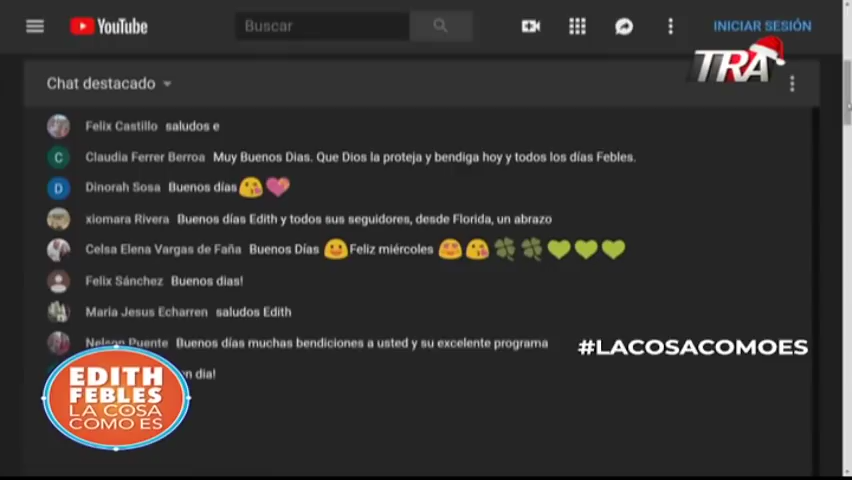 YouTube
Buscar
INICIAR SESIÓN
TRA
Chat destacado
Felix Castillo saludos e
C Claudia Ferrer Berroa Muy Buenos Dias. Que Dios la proteja y bendiga hoy y todos los días Febles.
D Dinorah Sosa Buenos días😘💖
xiomara Rivera Buenos días Edith y todos sus seguidores, desde Florida, un abrazo
Celsa Elena Vargas de Faña Buenos Días 😃Feliz miércoles 😍😘🍀🍀💚💚💚
Felix Sánchez Buenos dias!
Maria Jesus Echarren saludos Edith
Nelson Puente Buenos días muchas bendiciones a usted y su excelente programa
#LACOSACOMOES
en dia!
EDITH
FEBLES
LA COSA
COMO ES